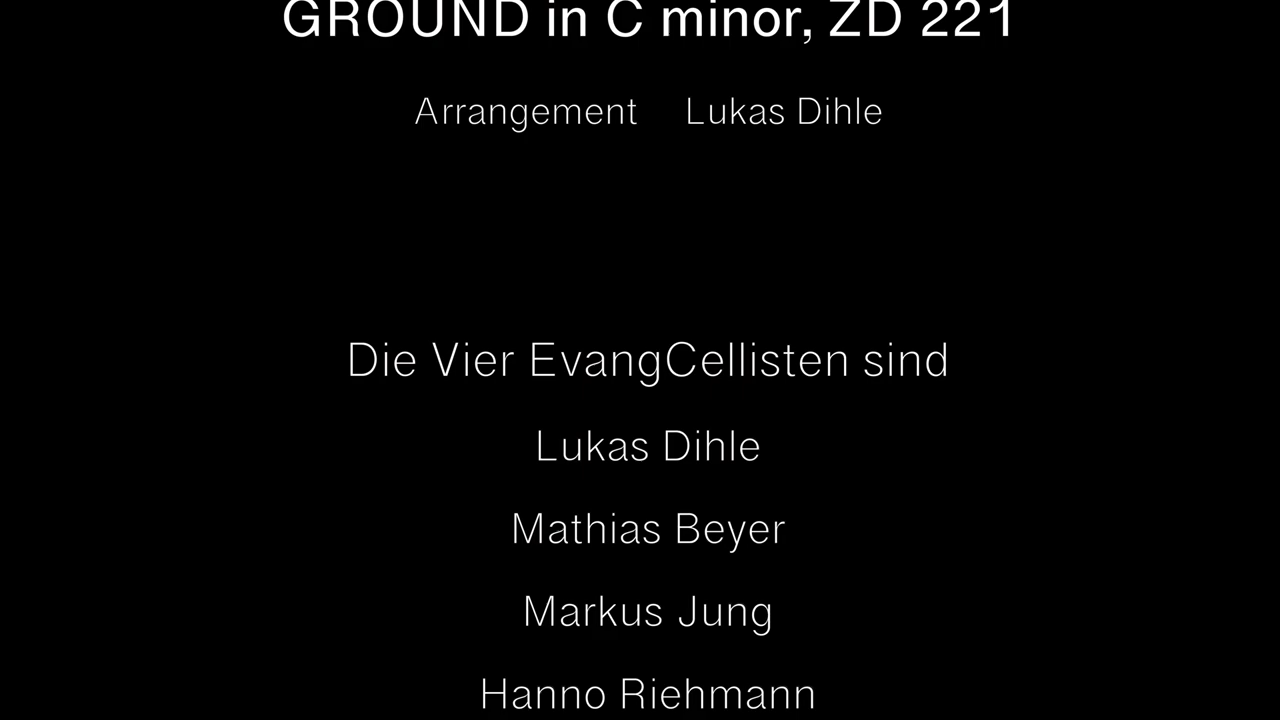 GROUND in C minor, ZD 221
Arrangement Lukas Dihle
Die Vier EvangCellisten sind
Lukas Dihle
Mathias Beyer
Markus Jung
Hanno Riehmann